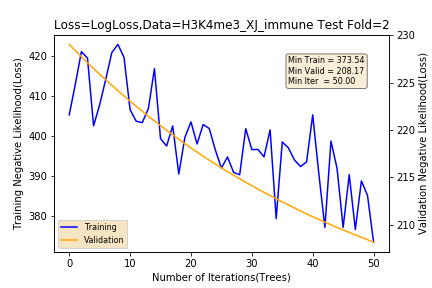 Loss=LogLoss,Data=H3K4me3_XJ_immune Test Fold=2
Training Negative Likelihood(Loss)
420
410
400
390
380
Min Train = 373.54
Min Valid = 208.17
Min Iter = 50.00
Training
Validation
230
225
220
215
210
Validation Negative Likelihood(Loss)
0
10
20
30
40
50
Number of Iterations(Trees)